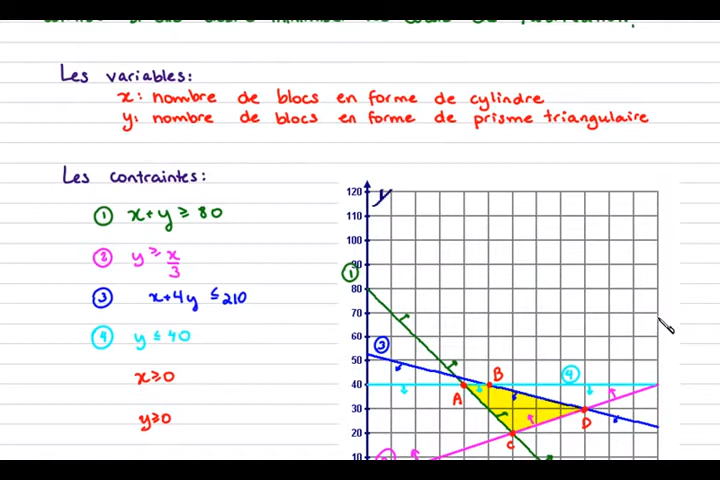 Les variables:
x: nombre de blocs en forme de cylindre
y: nombre de blocs en forme de prisme triangulaire
Les contraintes:
① x+y ≥ 80
② y ≥ x/3
③ x+4y ≤ 210
④ y ≤ 40
x≥0
y≥0
y
120
110
100
90
80
70
60
50
40
30
20
10
①
③
④
A
B
C
D